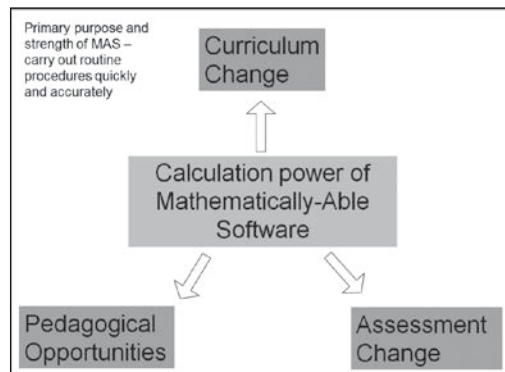 Primary purpose and
strength of MAS –
carry out routine
procedures quickly
and accurately
Curriculum
Change
Calculation power of
Mathematically-Able
Software
Pedagogical
Opportunities
Assessment
Change